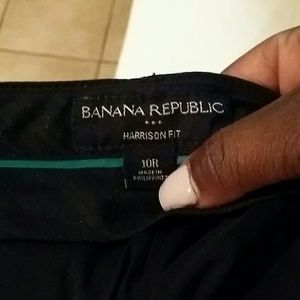 BANANA REPUBLIC
HARRISON FIT
10R
MADE IN
PHILIPPINES